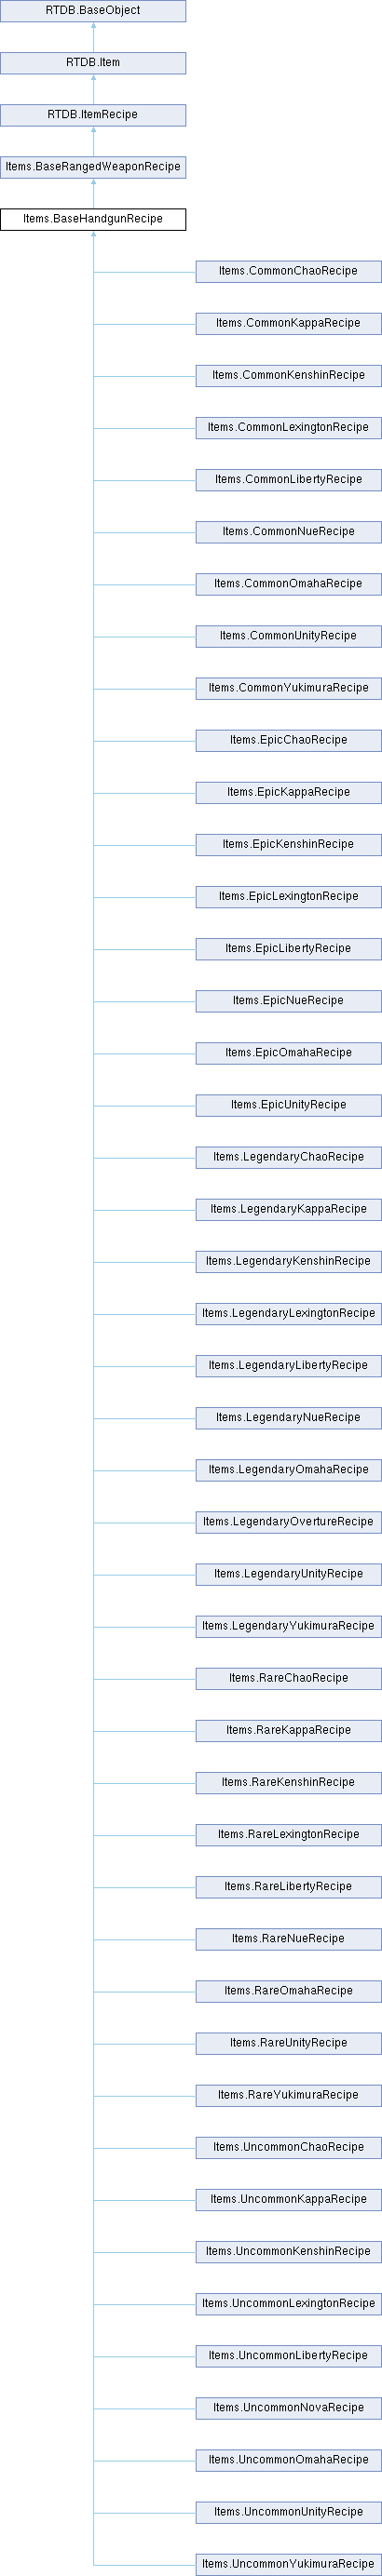 RTDB.BaseObject
RTDB.Item
RTDB.ItemRecipe
Items.BaseRangedWeaponRecipe
Items.BaseHandgunRecipe
Items.CommonChaoRecipe
Items.CommonKappaRecipe
Items.CommonKenshinRecipe
Items.CommonLexingtonRecipe
Items.CommonLibertyRecipe
Items.CommonNueRecipe
Items.CommonOmahaRecipe
Items.CommonUnityRecipe
Items.CommonYukimuraRecipe
Items.EpicChaoRecipe
Items.EpicKappaRecipe
Items.EpicKenshinRecipe
Items.EpicLexingtonRecipe
Items.EpicLibertyRecipe
Items.EpicNueRecipe
Items.EpicOmahaRecipe
Items.EpicUnityRecipe
Items.LegendaryChaoRecipe
Items.LegendaryKappaRecipe
Items.LegendaryKenshinRecipe
Items.LegendaryLexingtonRecipe
Items.LegendaryLibertyRecipe
Items.LegendaryNueRecipe
Items.LegendaryOmahaRecipe
Items.LegendaryOvertureRecipe
Items.LegendaryUnityRecipe
Items.LegendaryYukimuraRecipe
Items.RareChaoRecipe
Items.RareKappaRecipe
Items.RareKenshinRecipe
Items.RareLexingtonRecipe
Items.RareLibertyRecipe
Items.RareNueRecipe
Items.RareOmahaRecipe
Items.RareUnityRecipe
Items.RareYukimuraRecipe
Items.UncommonChaoRecipe
Items.UncommonKappaRecipe
Items.UncommonKenshinRecipe
Items.UncommonLexingtonRecipe
Items.UncommonLibertyRecipe
Items.UncommonNovaRecipe
Items.UncommonOmahaRecipe
Items.UncommonUnityRecipe
Items.UncommonYukimuraRecipe